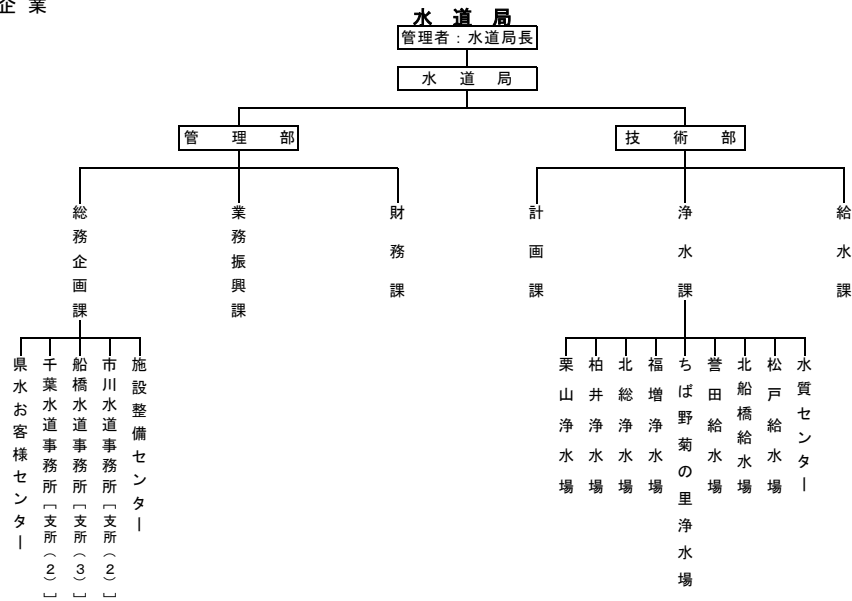 企業
水道局
管理者：水道局長
水道局
管理部
技術部
総務企画課
業務振興課
財務課
計画課
浄水課
給水課
県水お客様センター
千葉水道事務所［支所（２）］
船橋水道事務所［支所（３）］
市川水道事務所［支所（２）］
施設整備センター
栗山浄水場
柏井浄水場
北総浄水場
福増浄水場
ちば野菊の里浄水場
誉田給水場
北船橋給水場
松戸給水場
水質センター